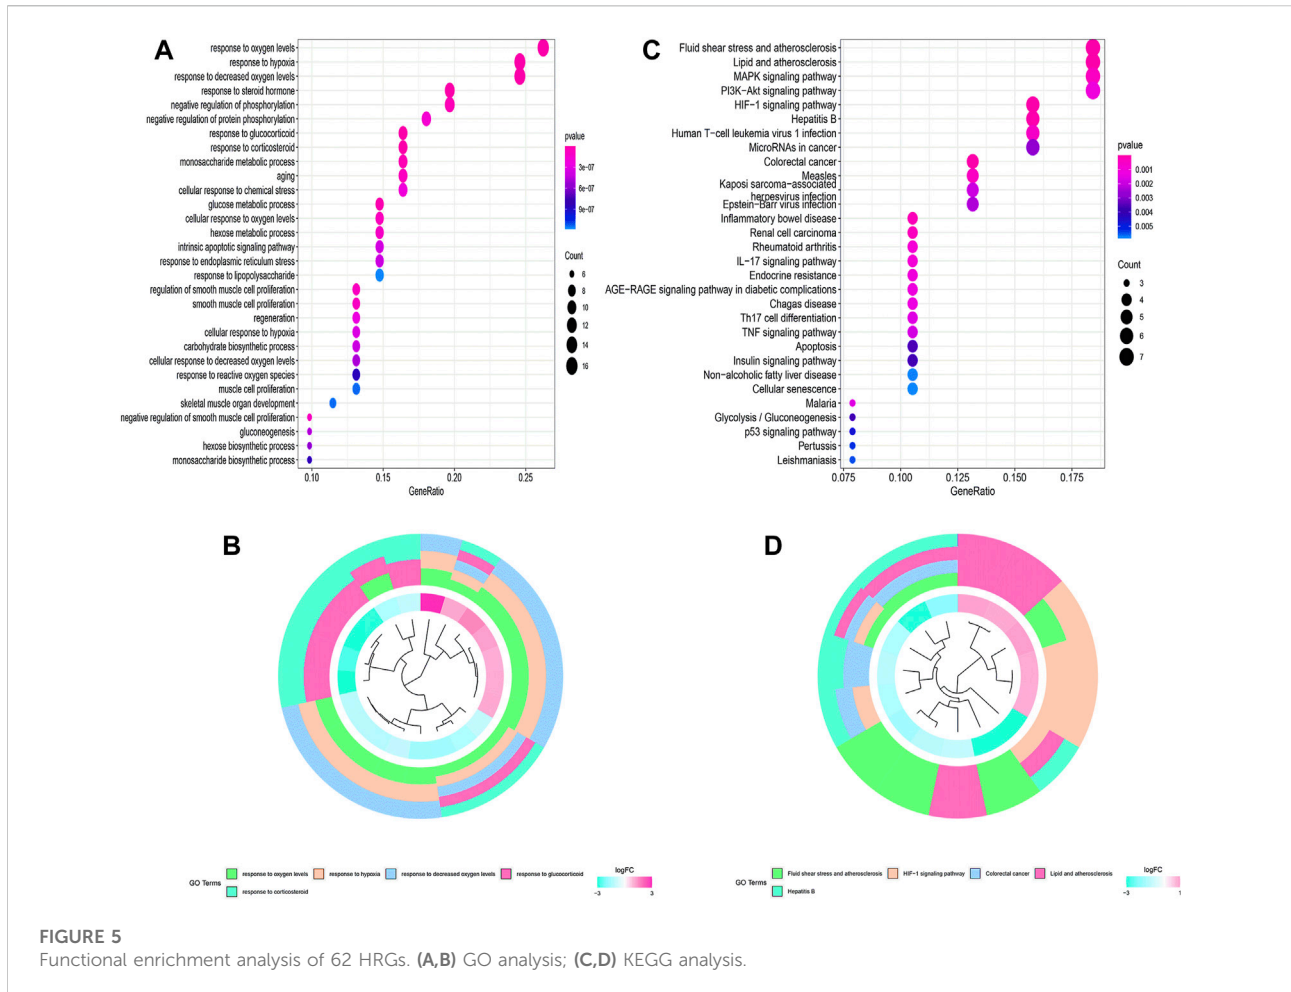 A
response to oxygen levels
response to hypoxia
response to decreased oxygen levels
response to steroid hormone
negative regulation of phosphorylation
negative regulation of protein phosphorylation
response to glucocorticoid
response to corticosteroid
monosaccharide metabolic process
aging
cellular response to chemical stress
glucose metabolic process
cellular response to oxygen levels
hexose metabolic process
intrinsic apoptotic signaling pathway
response to endoplasmic reticulum stress
response to lipopolysaccharide
regulation of smooth muscle cell proliferation
smooth muscle cell proliferation
regeneration
cellular response to hypoxia
carbohydrate biosynthetic process
cellular response to decreased oxygen levels
response to reactive oxygen species
muscle cell proliferation
skeletal muscle organ development
negative regulation of smooth muscle cell proliferation
gluconeogenesis
hexose biosynthetic process
monosaccharide biosynthetic process
0.10 0.15 0.20 0.25
GeneRatio
pvalue
3e-07
6e-07
9e-07
Count
6
8
10
12
14
16
C
Fluid shear stress and atherosclerosis
Lipid and atherosclerosis
MAPK signaling pathway
PI3K-Akt signaling pathway
HIF-1 signaling pathway
Hepatitis B
Human T-cell leukemia virus 1 infection
MicroRNAs in cancer
Colorectal cancer
Measles
Kaposi sarcoma-associated
herpesvirus infection
Epstein-Barr virus infection
Inflammatory bowel disease
Renal cell carcinoma
Rheumatoid arthritis
IL-17 signaling pathway
Endocrine resistance
AGE-RAGE signaling pathway in diabetic complications
Chagas disease
Th17 cell differentiation
TNF signaling pathway
Apoptosis
Insulin signaling pathway
Non-alcoholic fatty liver disease
Cellular senescence
Malaria
Glycolysis / Gluconeogenesis
p53 signaling pathway
Pertussis
Leishmaniasis
0.075 0.100 0.125 0.150 0.175
GeneRatio
pvalue
0.001
0.002
0.003
0.004
0.005
Count
3
4
5
6
7
B
GO Terms
response to oxygen levels
response to hypoxia
response to decreased oxygen levels
response to glucocorticoid
response to corticosteroid
logFC
-3 3
D
GO Terms
Fluid shear stress and atherosclerosis
HIF-1 signaling pathway
Colorectal cancer
Lipid and atherosclerosis
Hepatitis B
logFC
-3 1
FIGURE 5
Functional enrichment analysis of 62 HRGs. (A,B) GO analysis; (C,D) KEGG analysis.